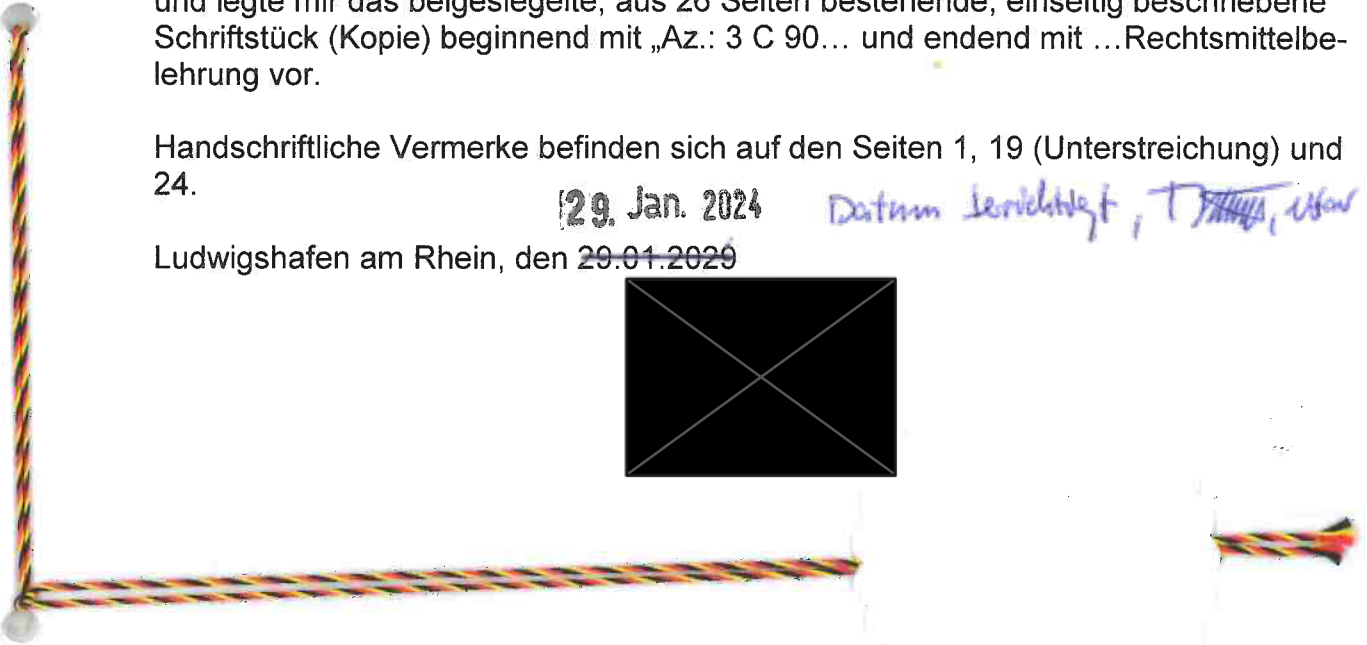 und legte mir das beigesiegelte, aus 26 Seiten bestehende, einseitig beschriebene
Schriftstück (Kopie) beginnend mit „Az.: 3 C 90... und endend mit ...Rechtsmittelbe-
lehrung vor.
Handschriftliche Vermerke befinden sich auf den Seiten 1, 19 (Unterstreichung) und
24.
29. Jan. 2024 Datum berichtigt,
Ludwigshafen am Rhein, den 29.01.2029